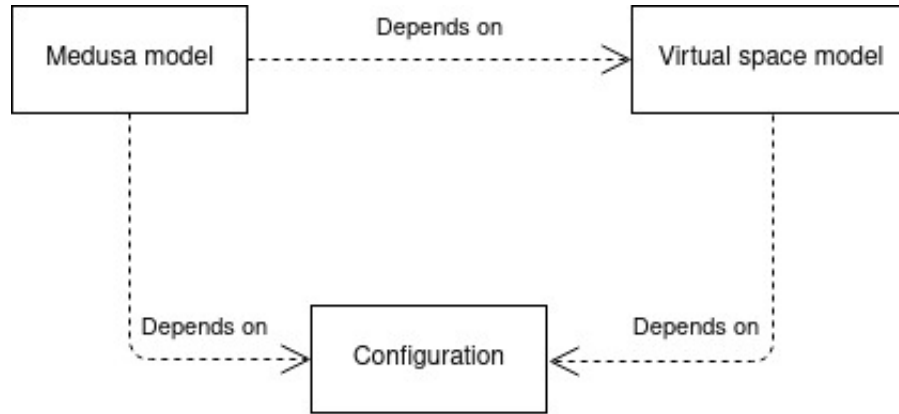 Depends on
Medusa model
Virtual space model
Depends on
Depends on
Configuration